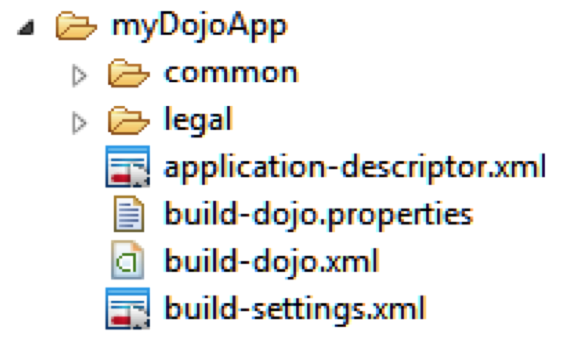 myDojoApp
common
legal
application-descriptor.xml
build-dojo.properties
build-dojo.xml
build-settings.xml